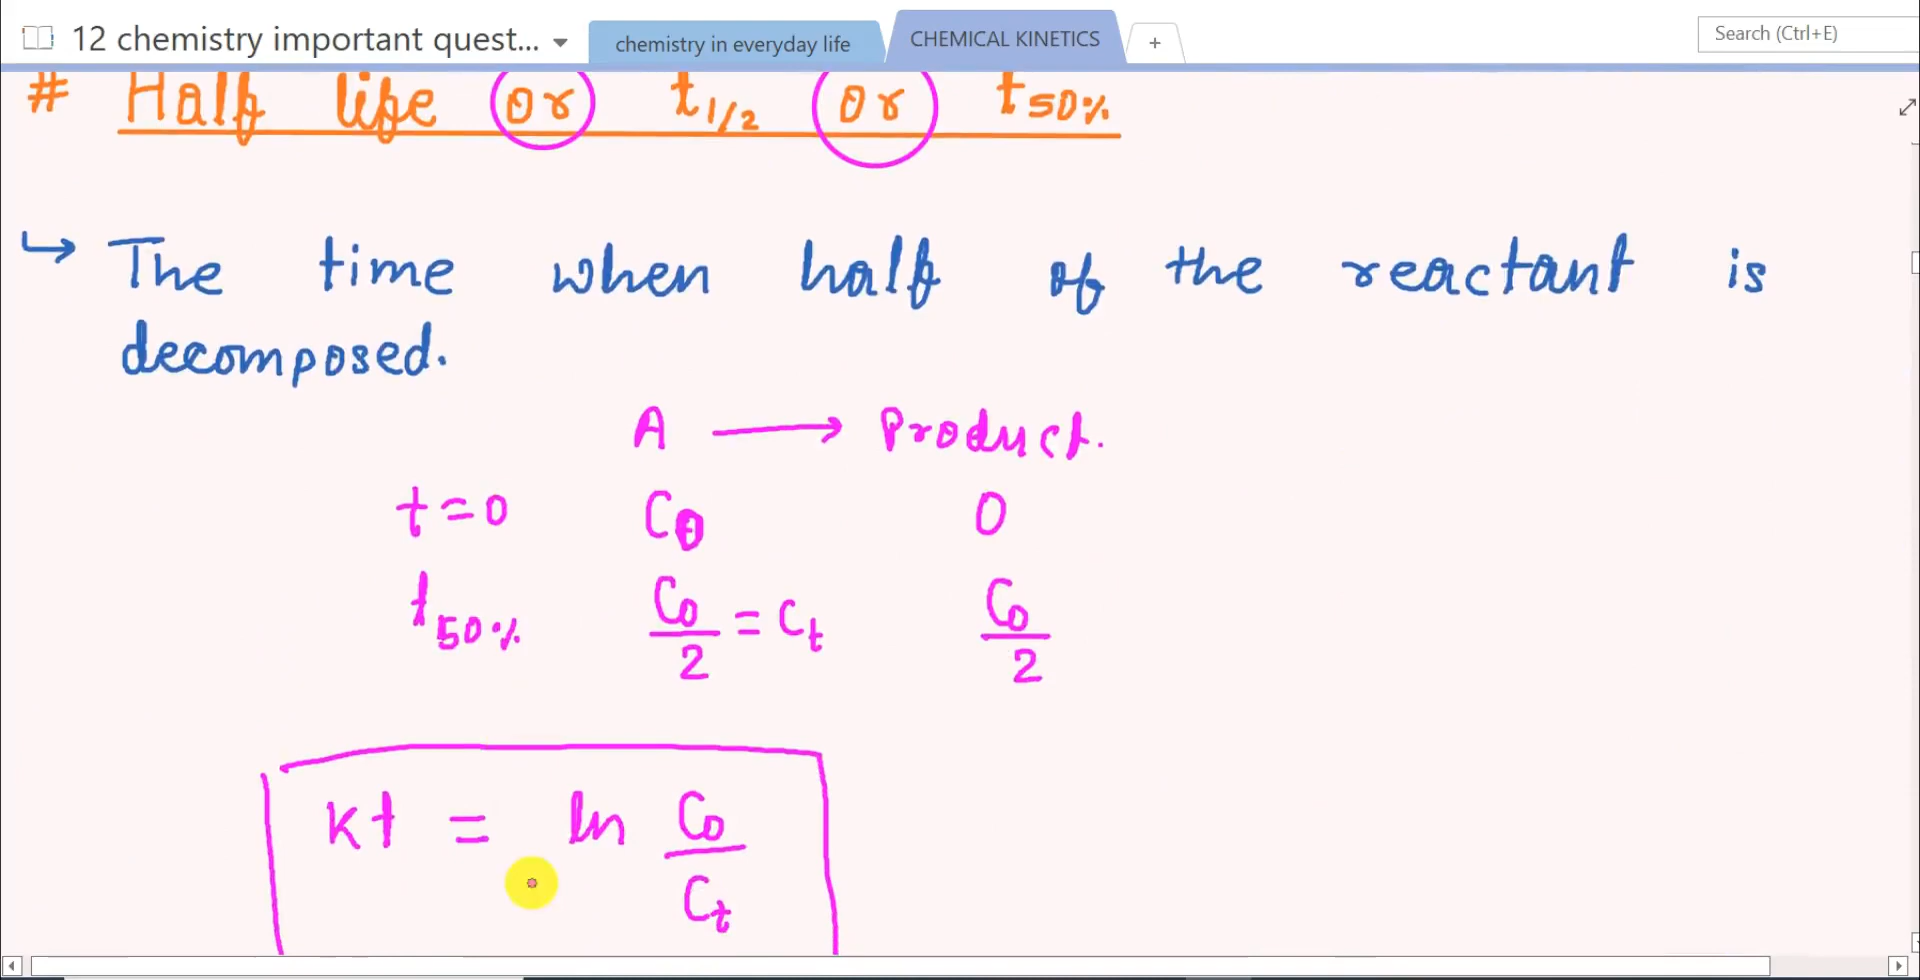 12 chemistry important quest...
chemistry in everyday life
CHEMICAL KINETICS
+
Search (Ctrl+E)
# Half life or t1/2 or t50%
↳ The time when half of the reactant is
decomposed.
A ⟶ Product.
t=0 C0 0
t50% C0/2 = Ct C0/2
Kt = ln C0/Ct